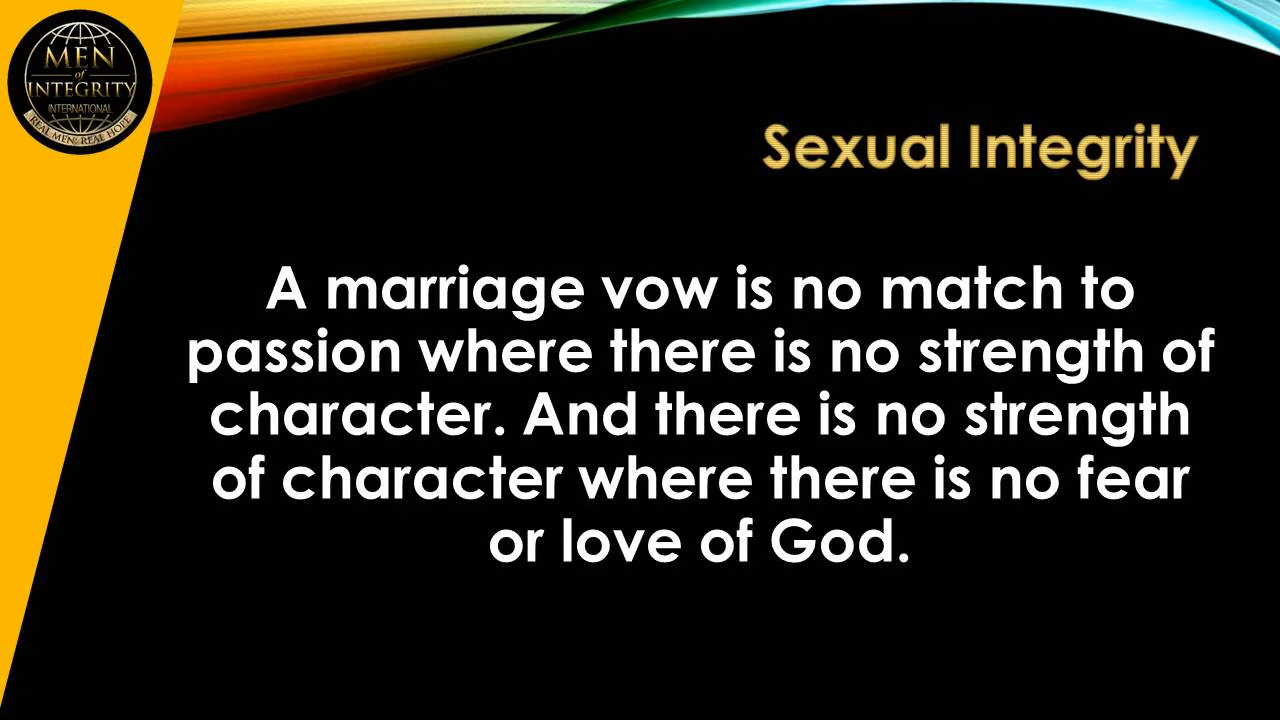 MEN
of
INTEGRITY
INTERNATIONAL
REAL MEN; REAL HOPE
Sexual Integrity
A marriage vow is no match to
passion where there is no strength of
character. And there is no strength
of character where there is no fear
or love of God.